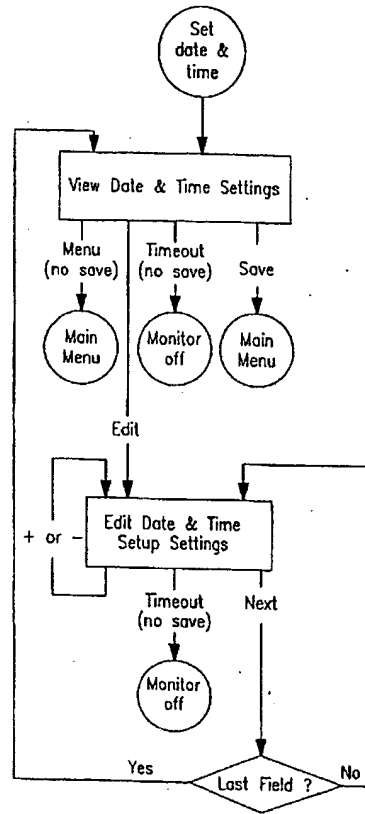 Set
date &
time
View Date & Time Settings
Menu
(no save)
Timeout
(no save)
Save
Main
Menu
Monitor
off
Main
Menu
Edit
+ or -
Edit Date & Time
Setup Settings
Timeout
(no save)
Next
Monitor
off
Yes
Last Field ?
No